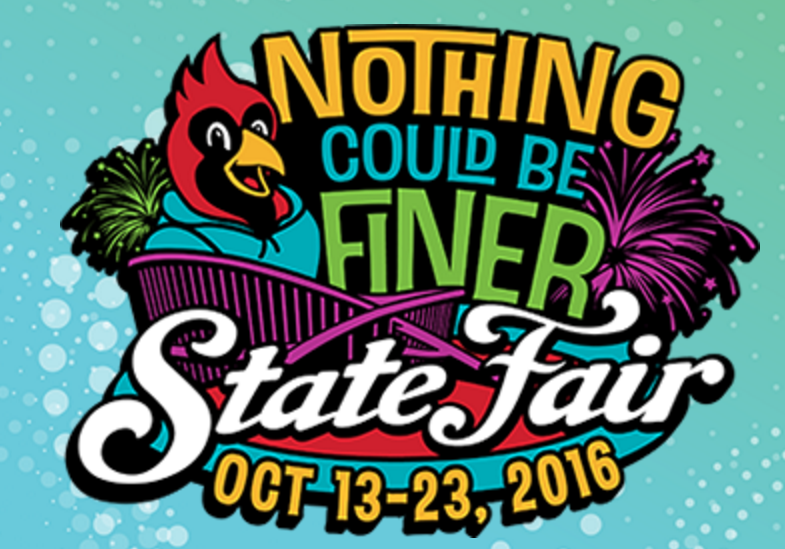 NOTHING
COULD BE
FINER
State Fair
OCT 13-23, 2016